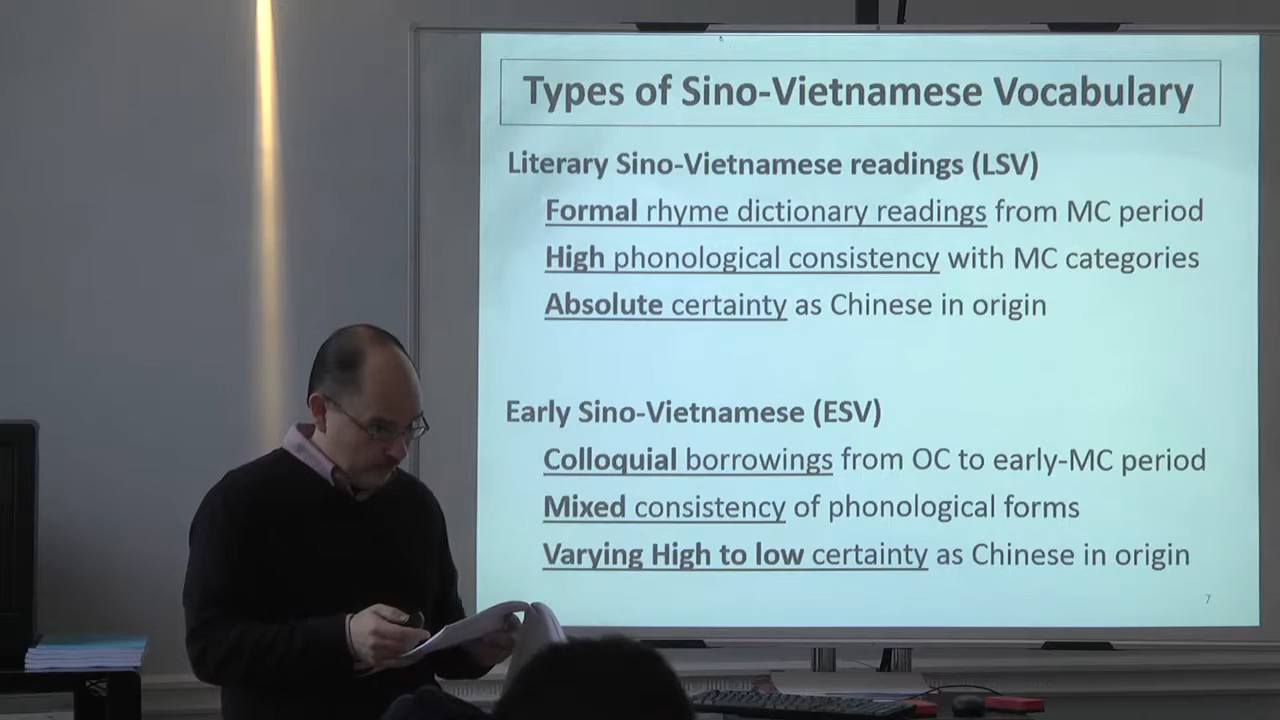 Types of Sino-Vietnamese Vocabulary
Literary Sino-Vietnamese readings (LSV)
Formal rhyme dictionary readings from MC period
High phonological consistency with MC categories
Absolute certainty as Chinese in origin
Early Sino-Vietnamese (ESV)
Colloquial borrowings from OC to early-MC period
Mixed consistency of phonological forms
Varying High to low certainty as Chinese in origin
7